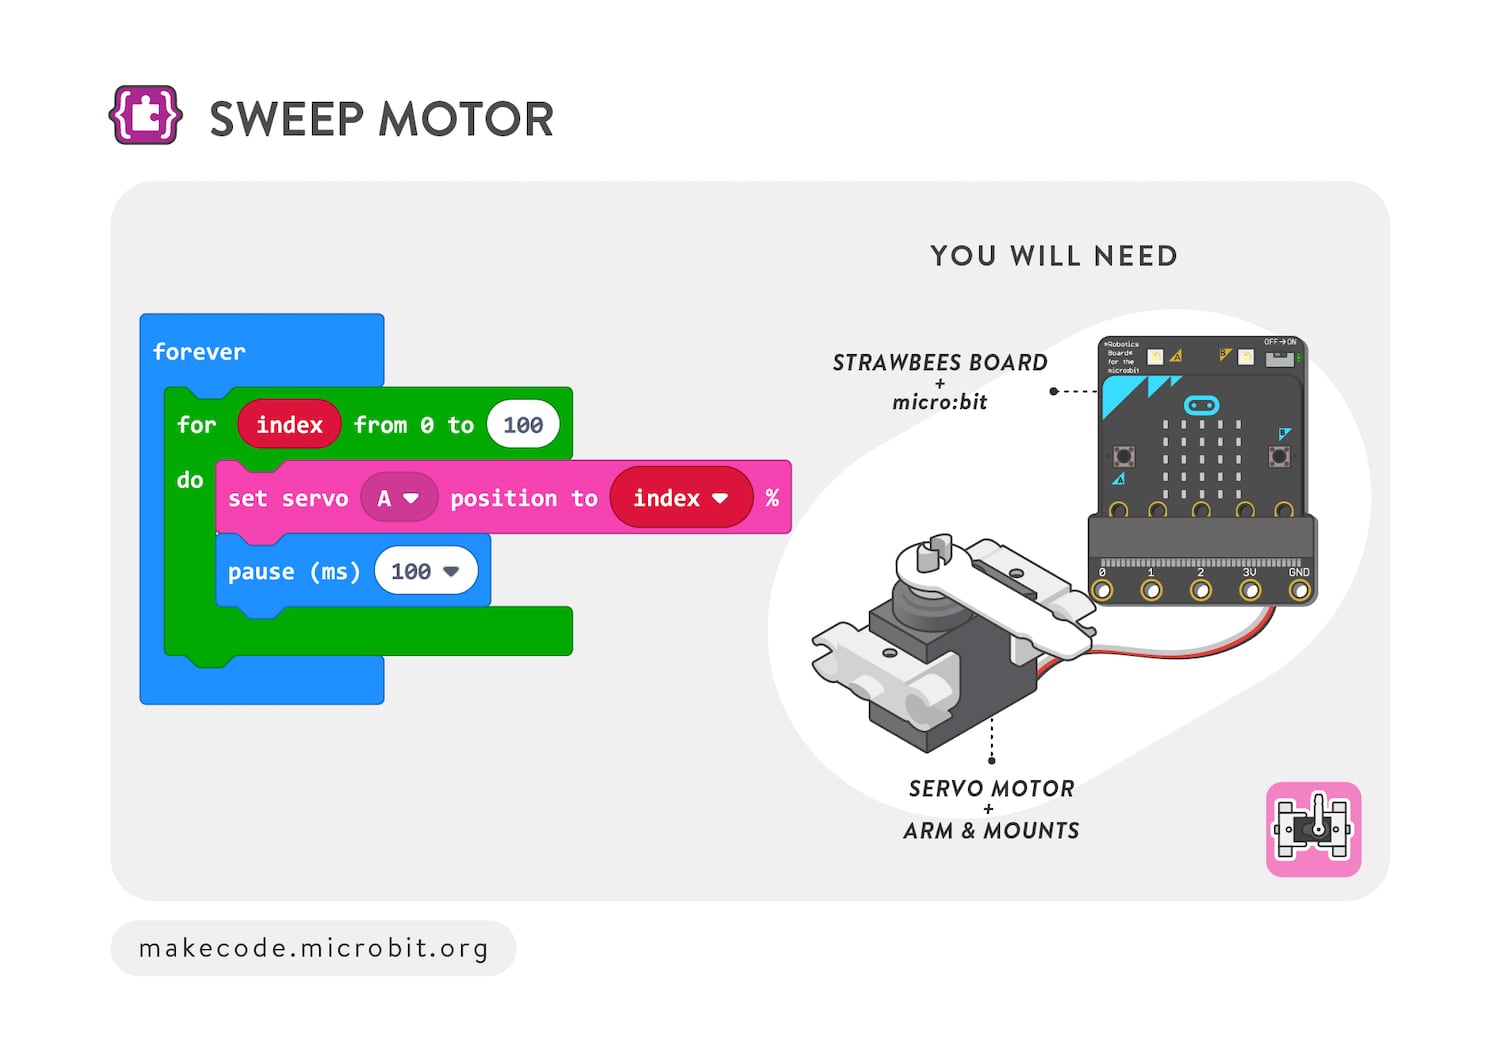 SWEEP MOTOR
YOU WILL NEED
forever
for index from 0 to 100
do
set servo A position to index %
pause (ms) 100
STRAWBEES BOARD
+
micro:bit
Robotics
Board
for the
micro:bit
A
B
OFF→ON
B
A
0 1 2 3V GND
SERVO MOTOR
+
ARM & MOUNTS
makecode.microbit.org